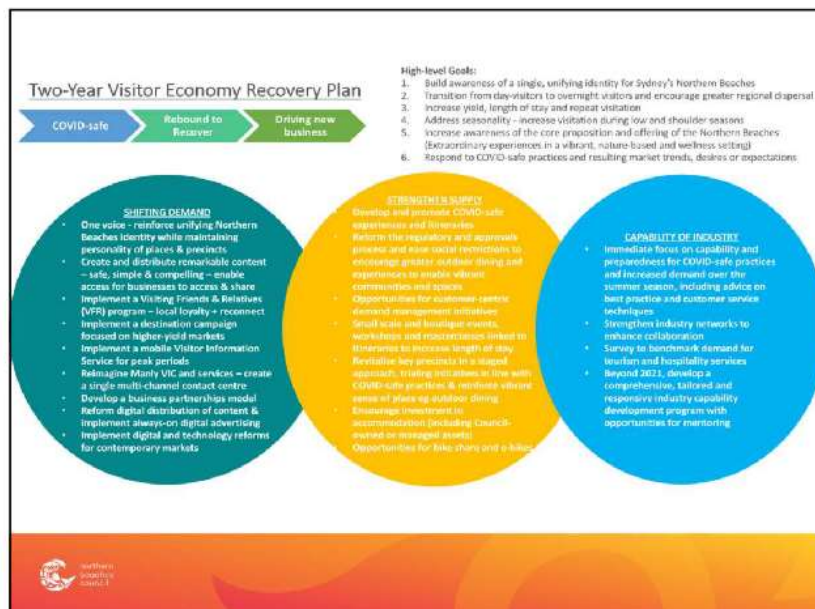 Two-Year Visitor Economy Recovery Plan
COVID-safe
Rebound to
Recover
Driving new
business
High-level Goals:
1. Build awareness of a single, unifying identity for Sydney's Northern Beaches
2. Transition from day-visitors to overnight visitors and encourage greater regional dispersal
3. Increase yield, length of stay and repeat visitation
4. Address seasonality - increase visitation during low and shoulder seasons
5. Increase awareness of the core proposition and offering of the Northern Beaches
(Extraordinary experiences in a vibrant, nature-based and wellness setting)
6. Respond to COVID-safe practices and resulting market trends, desires or expectations
SHIFTING DEMAND
• One voice - reinforce unifying Northern
Beaches identity while maintaining
personality of places & precincts
• Create and distribute remarkable content
– safe, simple & compelling – enable
access for businesses to access & share
• Implement a Visiting Friends & Relatives
(VFR) program – local loyalty + reconnect
• Implement a destination campaign
focused on higher-yield markets
• Implement a mobile Visitor Information
Service for peak periods
• Reimagine Manly VIC and services – create
a single multi-channel contact centre
• Develop a business partnerships model
• Reform digital distribution of content &
implement always-on digital advertising
• Implement digital and technology reforms
for contemporary markets
STRENGTHEN SUPPLY
• Develop and promote COVID-safe
experiences and itineraries
• Reform the regulatory and approvals
process and ease social restrictions to
encourage greater outdoor dining and
experiences to enable vibrant
communities and spaces
• Opportunities for customer-centric
demand management initiatives
• Small scale and boutique events,
workshops and masterclasses linked to
itineraries to increase length of stay
• Revitalise key precincts in a staged
approach, trialing initiatives in line with
COVID-safe practices & reinforce vibrant
sense of place eg outdoor dining
• Encourage investment in
accommodation (including Council-
owned or managed assets)
• Opportunities for bike share and e-bikes
CAPABILITY OF INDUSTRY
• Immediate focus on capability and
preparedness for COVID-safe practices
and increased demand over the
summer season, including advice on
best practice and customer service
techniques
• Strengthen industry networks to
enhance collaboration
• Survey to benchmark demand for
tourism and hospitality services
• Beyond 2021, develop a
comprehensive, tailored and
responsive industry capability
development program with
opportunities for mentoring
northern
beaches
council